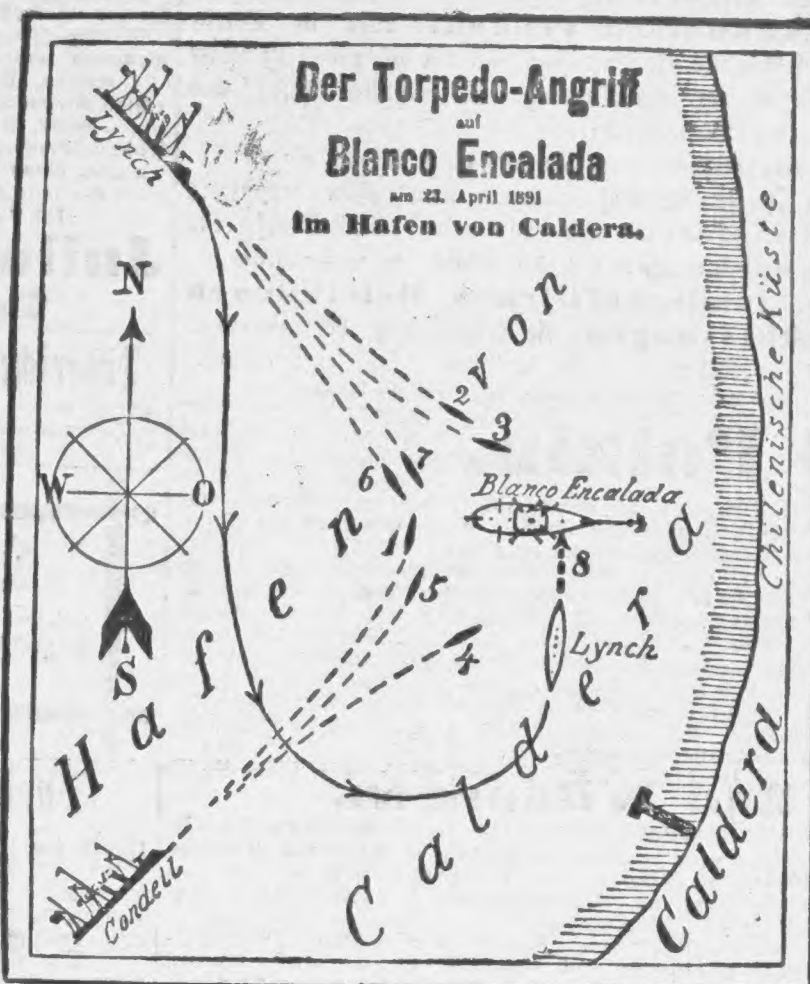 Der Torpedo-Angriff
auf
Blanco Encalada
am 23. April 1891
im Hafen von Caldera.
Lynch
N
W
O
S
2
3
6
7
1
5
4
8
Blanco Encalada
Lynch
Condell
Hafen von Caldera
Caldera
Chilenische Küste